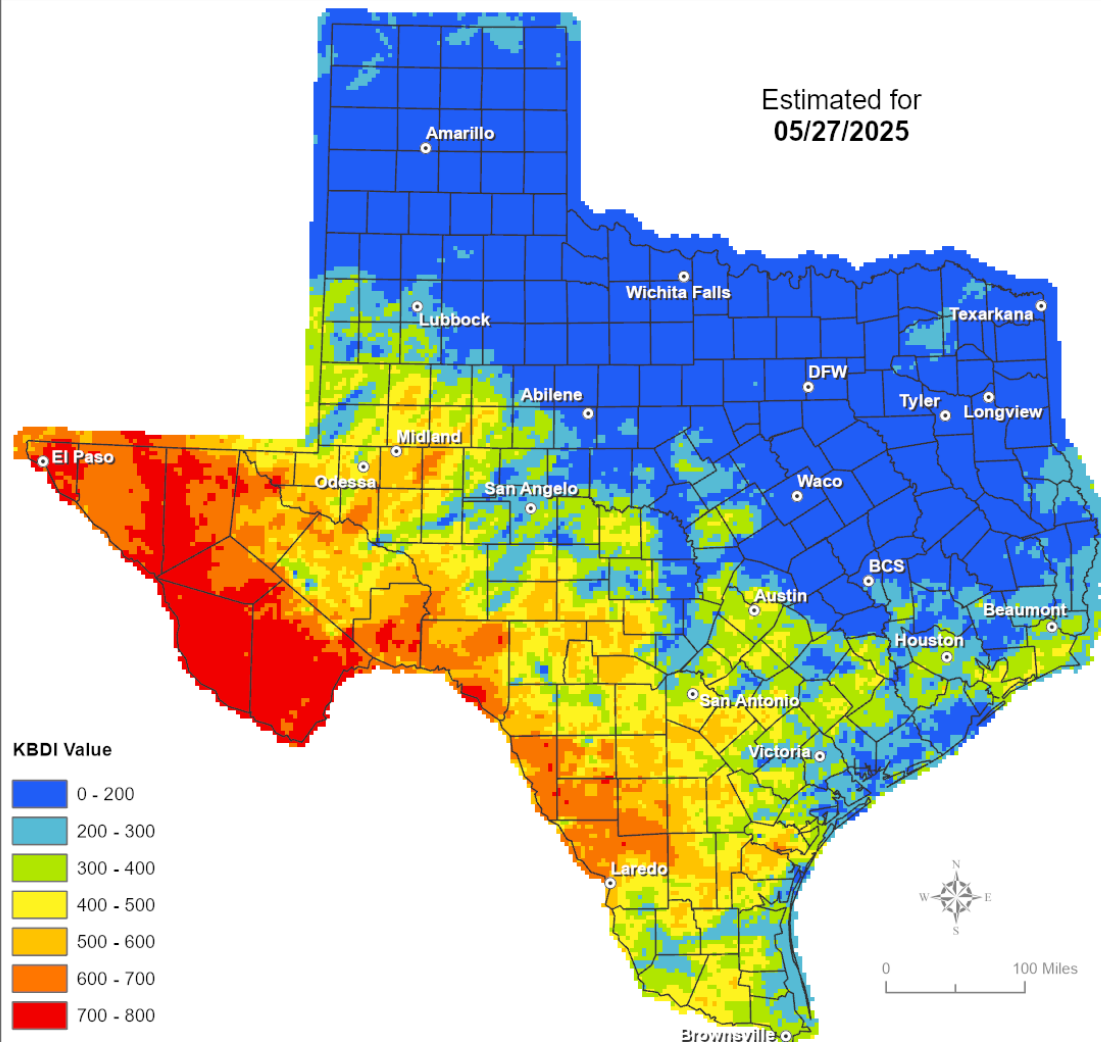 Estimated for
05/27/2025
Amarillo
Wichita Falls
Lubbock
Texarkana
DFW
Abilene
Tyler
Longview
Midland
El Paso
Odessa
San Angelo
Waco
BCS
Austin
Beaumont
Houston
San Antonio
Victoria
Laredo
Brownsville
KBDI Value
0 - 200
200 - 300
300 - 400
400 - 500
500 - 600
600 - 700
700 - 800
N
W E
S
0 100 Miles